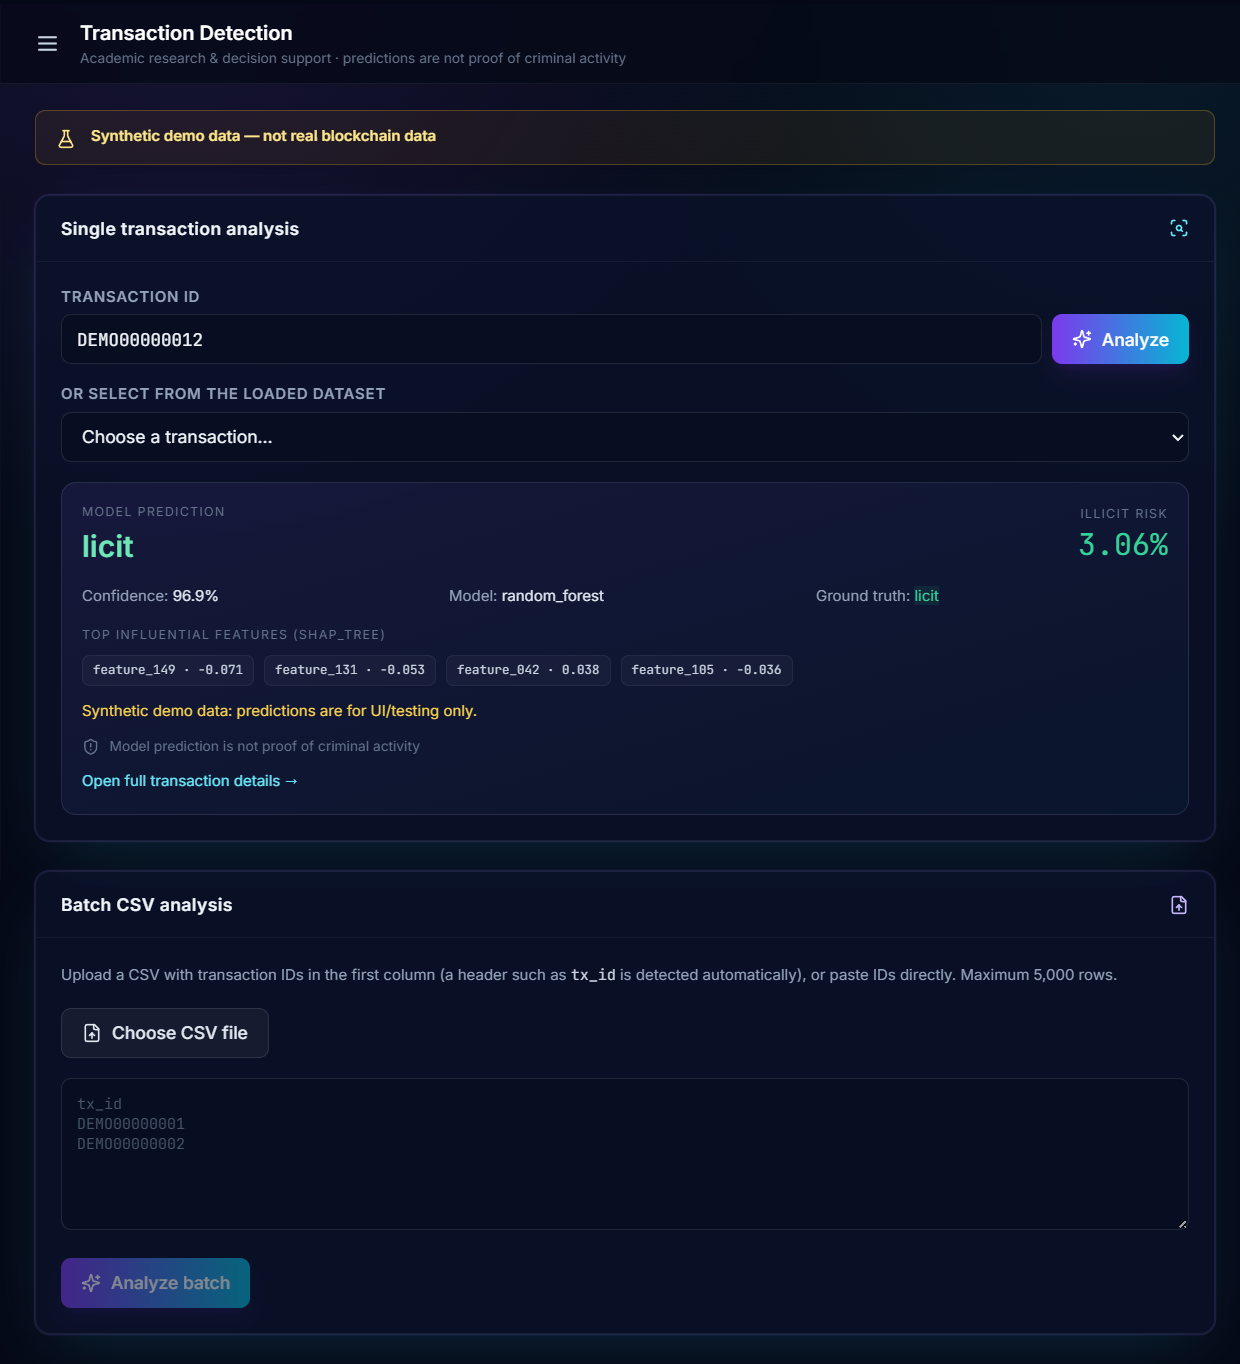 Transaction Detection
Academic research & decision support · predictions are not proof of criminal activity
Synthetic demo data — not real blockchain data
Single transaction analysis
TRANSACTION ID
DEMO00000012
Analyze
OR SELECT FROM THE LOADED DATASET
Choose a transaction...
MODEL PREDICTION
ILLICIT RISK
licit
3.06%
Confidence: 96.9%
Model: random_forest
Ground truth: licit
TOP INFLUENTIAL FEATURES (SHAP_TREE)
feature_149 · -0.071
feature_131 · -0.053
feature_042 · 0.038
feature_105 · -0.036
Synthetic demo data: predictions are for UI/testing only.
Model prediction is not proof of criminal activity
Open full transaction details →
Batch CSV analysis
Upload a CSV with transaction IDs in the first column (a header such as tx_id is detected automatically), or paste IDs directly. Maximum 5,000 rows.
Choose CSV file
tx_id
DEMO00000001
DEMO00000002
Analyze batch